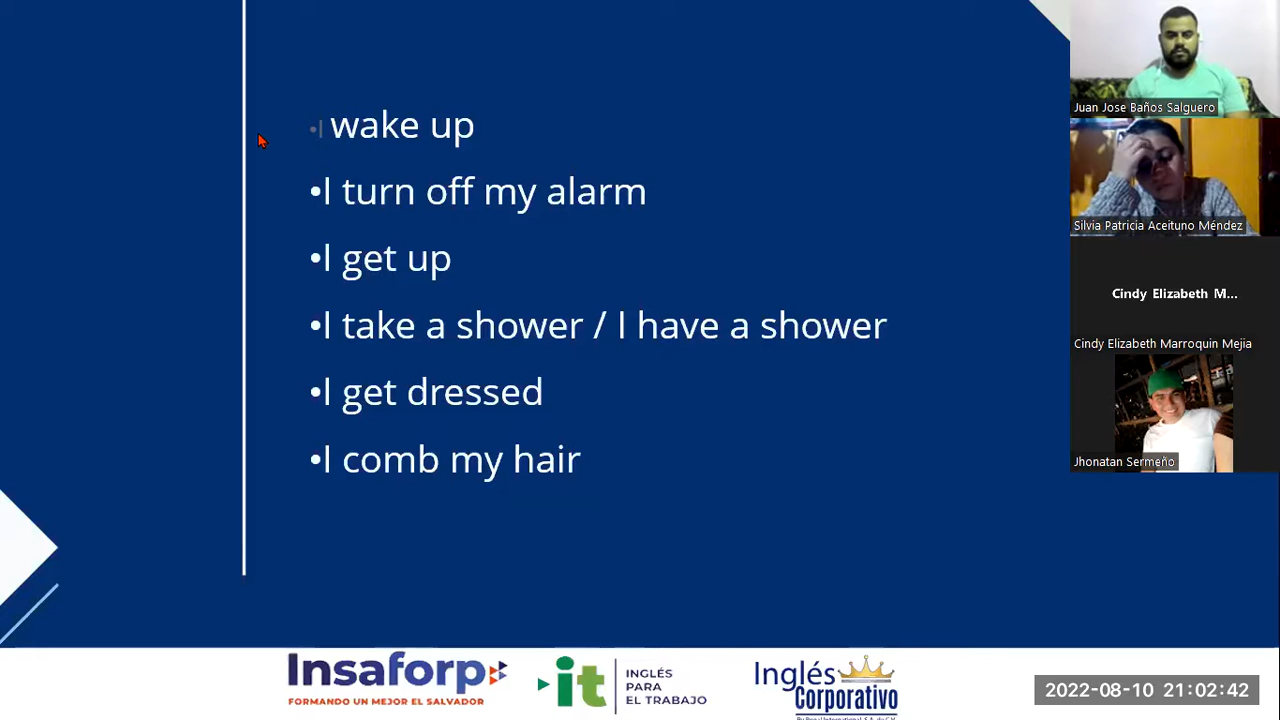 •I wake up
•I turn off my alarm
•I get up
•I take a shower / I have a shower
•I get dressed
•I comb my hair
Juan Jose Baños Salguero
Silvia Patricia Aceituno Méndez
Cindy Elizabeth M...
Cindy Elizabeth Marroquin Mejia
Jhonatan Sermeño
Insaforp
FORMANDO UN MEJOR EL SALVADOR
it
INGLÉS
PARA
EL TRABAJO
Inglés
Corporativo
2022-08-10 21:02:42